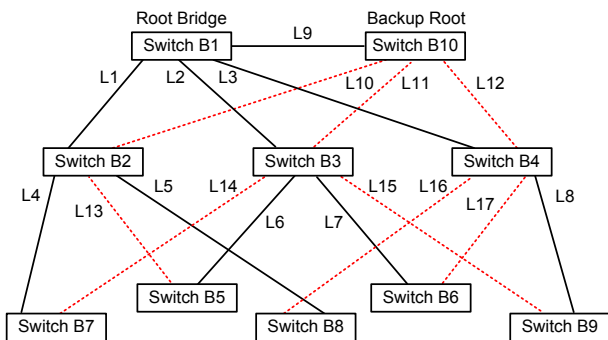 Root Bridge
Backup Root
Switch B1
L9
Switch B10
L1
L2
L3
L10
L11
L12
Switch B2
Switch B3
Switch B4
L4
L13
L5
L14
L6
L7
L15
L16
L17
L8
Switch B5
Switch B6
Switch B7
Switch B8
Switch B9